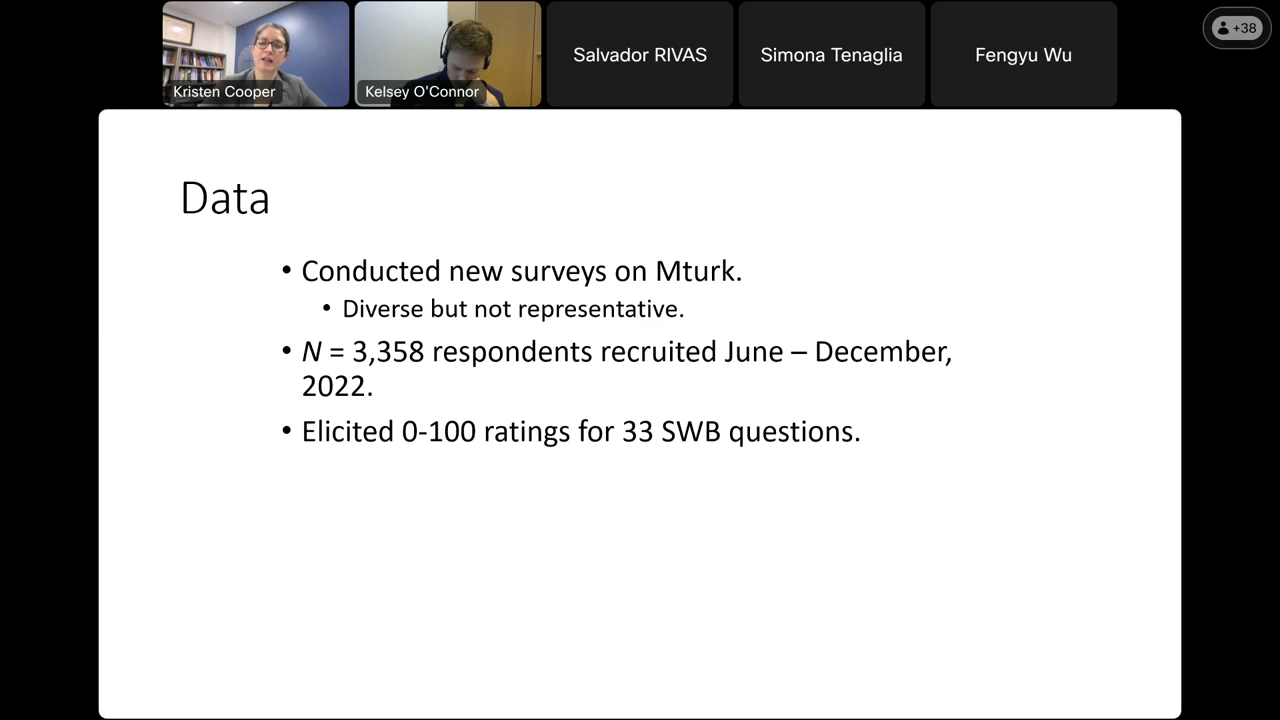 Kristen Cooper
Kelsey O'Connor
Salvador RIVAS
Simona Tenaglia
Fengyu Wu
+38
Data
• Conducted new surveys on Mturk.
• Diverse but not representative.
• N = 3,358 respondents recruited June – December,
2022.
• Elicited 0-100 ratings for 33 SWB questions.